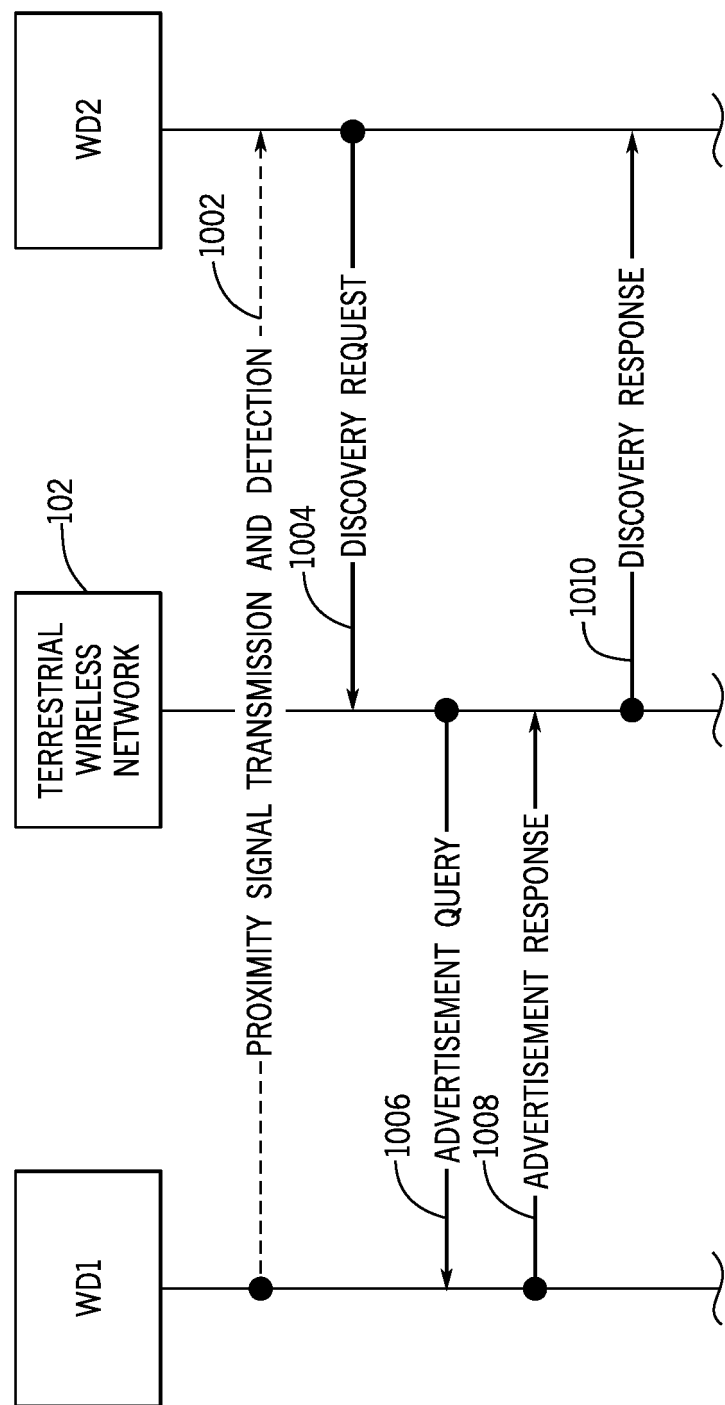 WD1
TERRESTRIAL
WIRELESS
NETWORK
102
WD2
PROXIMITY SIGNAL TRANSMISSION AND DETECTION
1002
1004
DISCOVERY REQUEST
1006
ADVERTISEMENT QUERY
1008
ADVERTISEMENT RESPONSE
1010
DISCOVERY RESPONSE